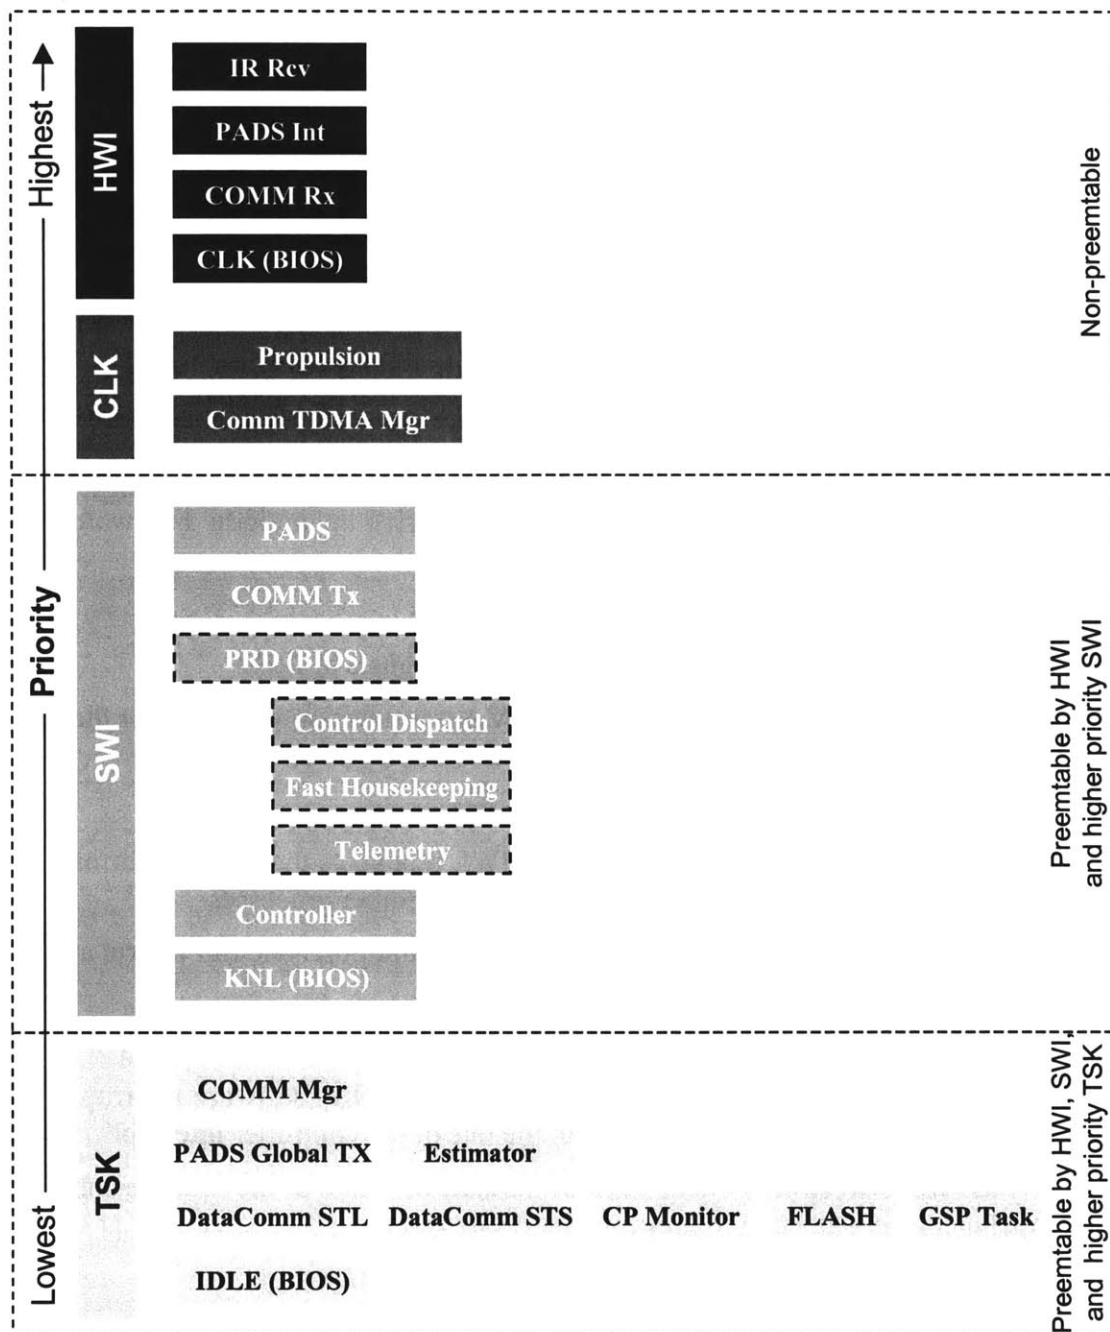 Highest
Priority
Lowest
HWI
IR Rcv
PADS Int
COMM Rx
CLK (BIOS)
CLK
Propulsion
Comm TDMA Mgr
Non-preemtable
SWI
PADS
COMM Tx
PRD (BIOS)
Control Dispatch
Fast Housekeeping
Telemetry
Controller
KNL (BIOS)
Preemtable by HWI
and higher priority SWI
TSK
COMM Mgr
PADS Global TX Estimator
DataComm STL DataComm STS CP Monitor FLASH GSP Task
IDLE (BIOS)
Preemtable by HWI, SWI,
and higher priority TSK